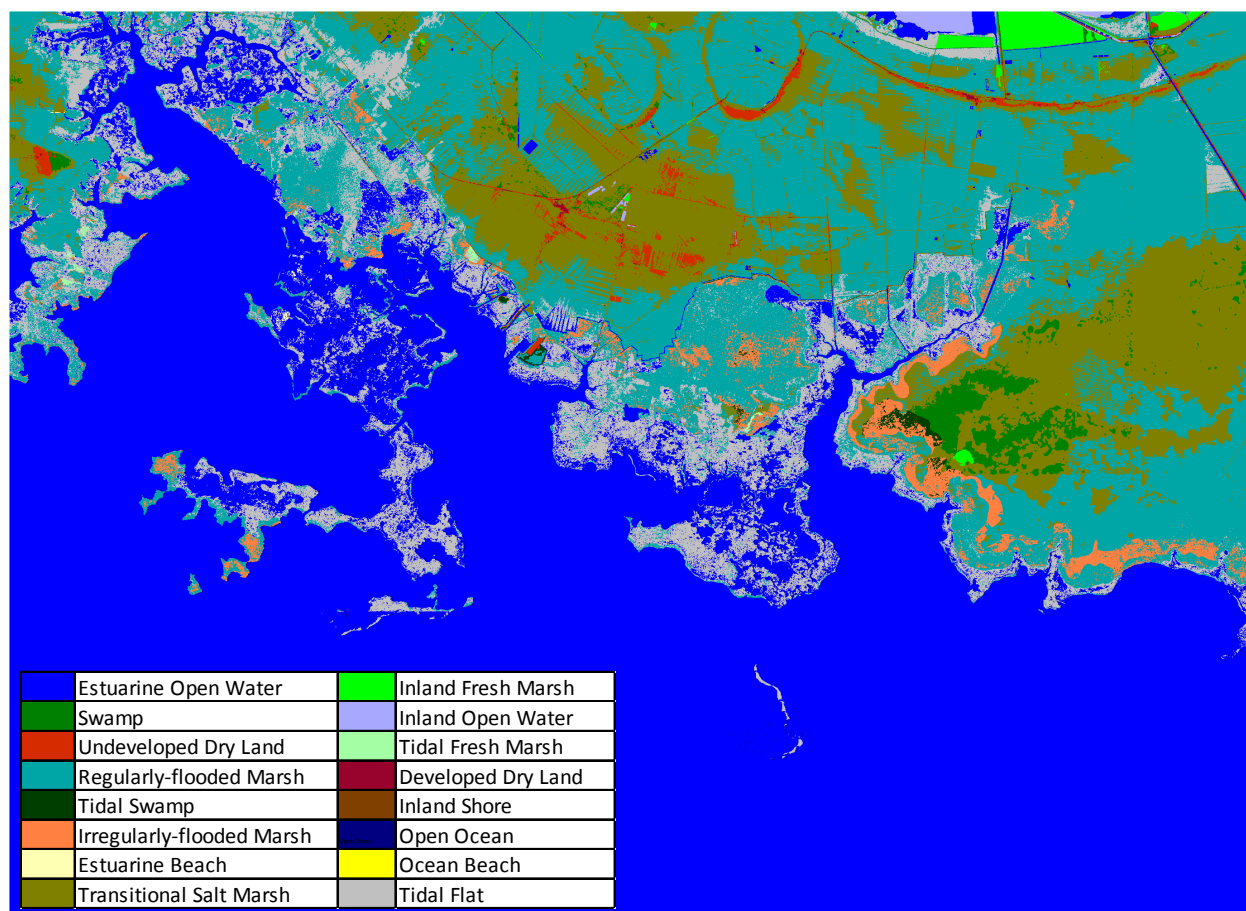 Estuarine Open Water Inland Fresh Marsh
Swamp Inland Open Water
Undeveloped Dry Land Tidal Fresh Marsh
Regularly-flooded Marsh Developed Dry Land
Tidal Swamp Inland Shore
Irregularly-flooded Marsh Open Ocean
Estuarine Beach Ocean Beach
Transitional Salt Marsh Tidal Flat